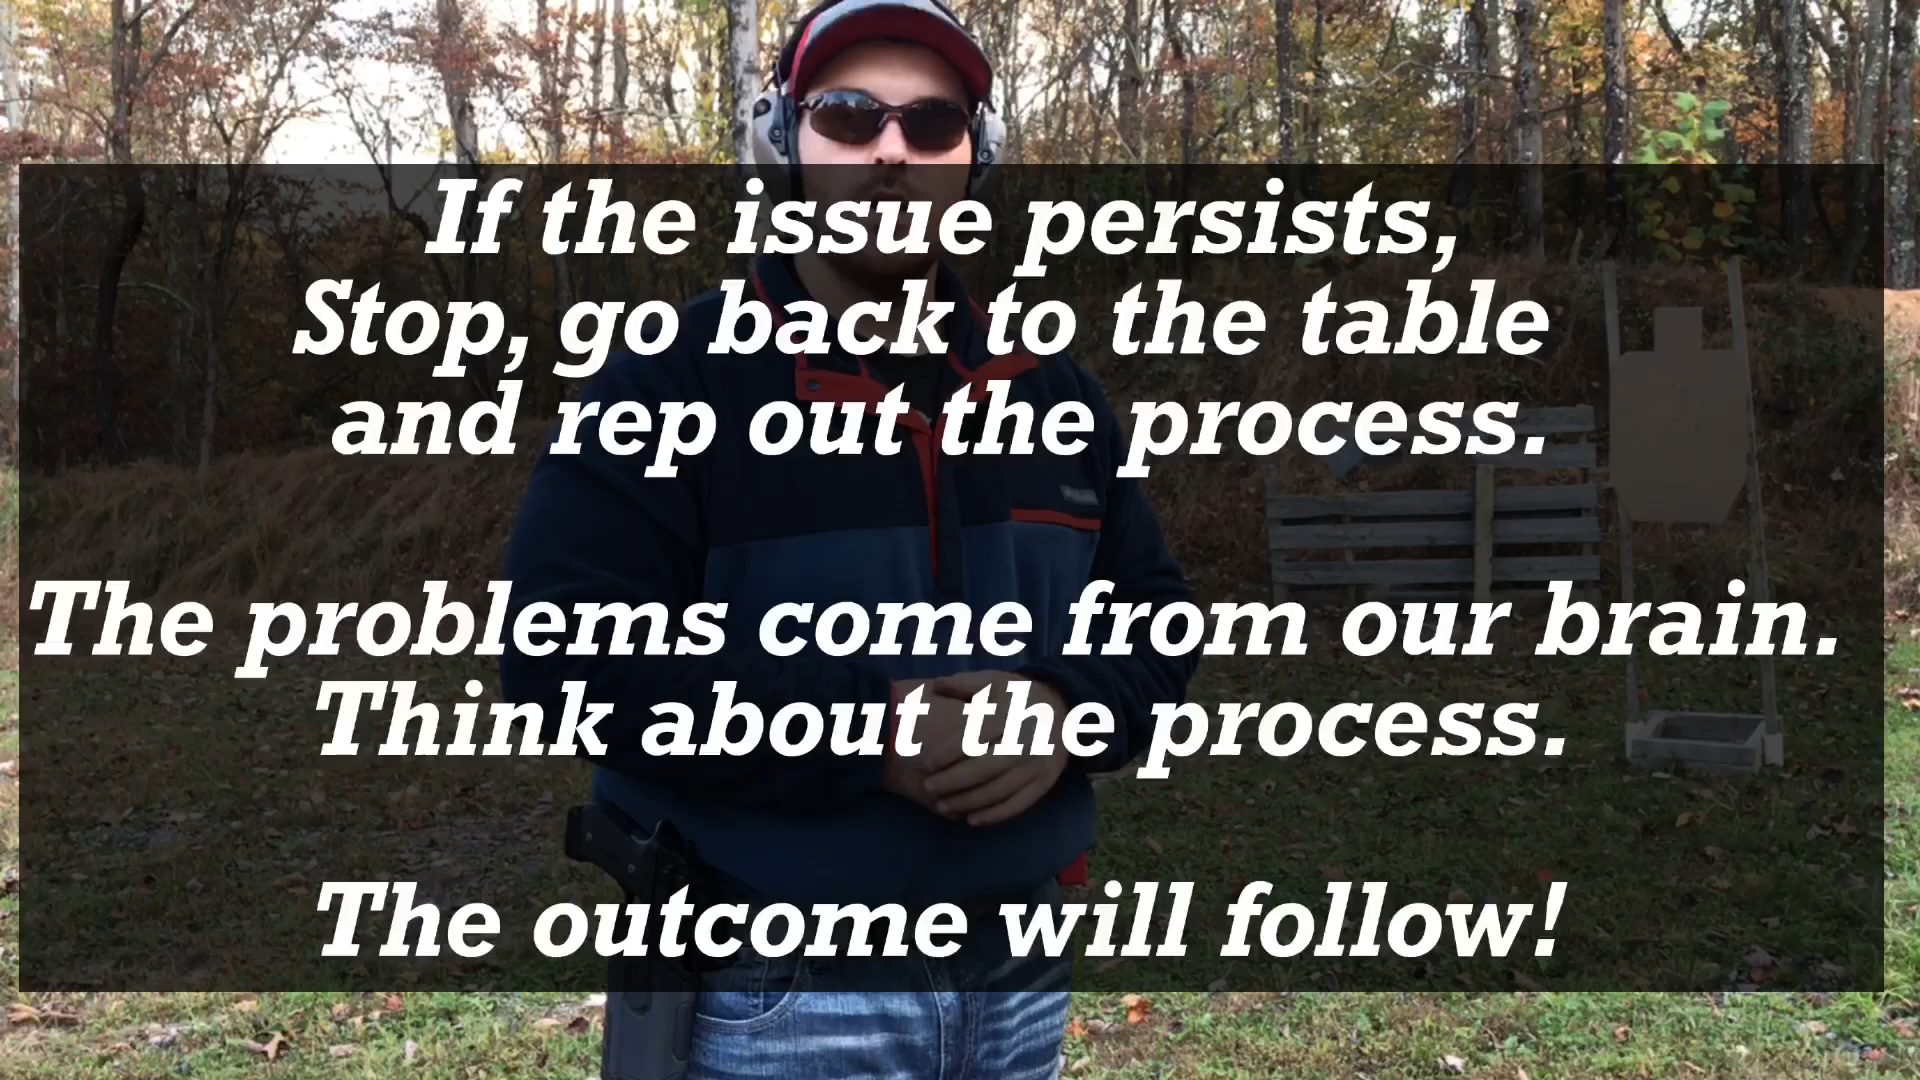 If the issue persists,
Stop, go back to the table
and rep out the process.
The problems come from our brain.
Think about the process.
The outcome will follow!